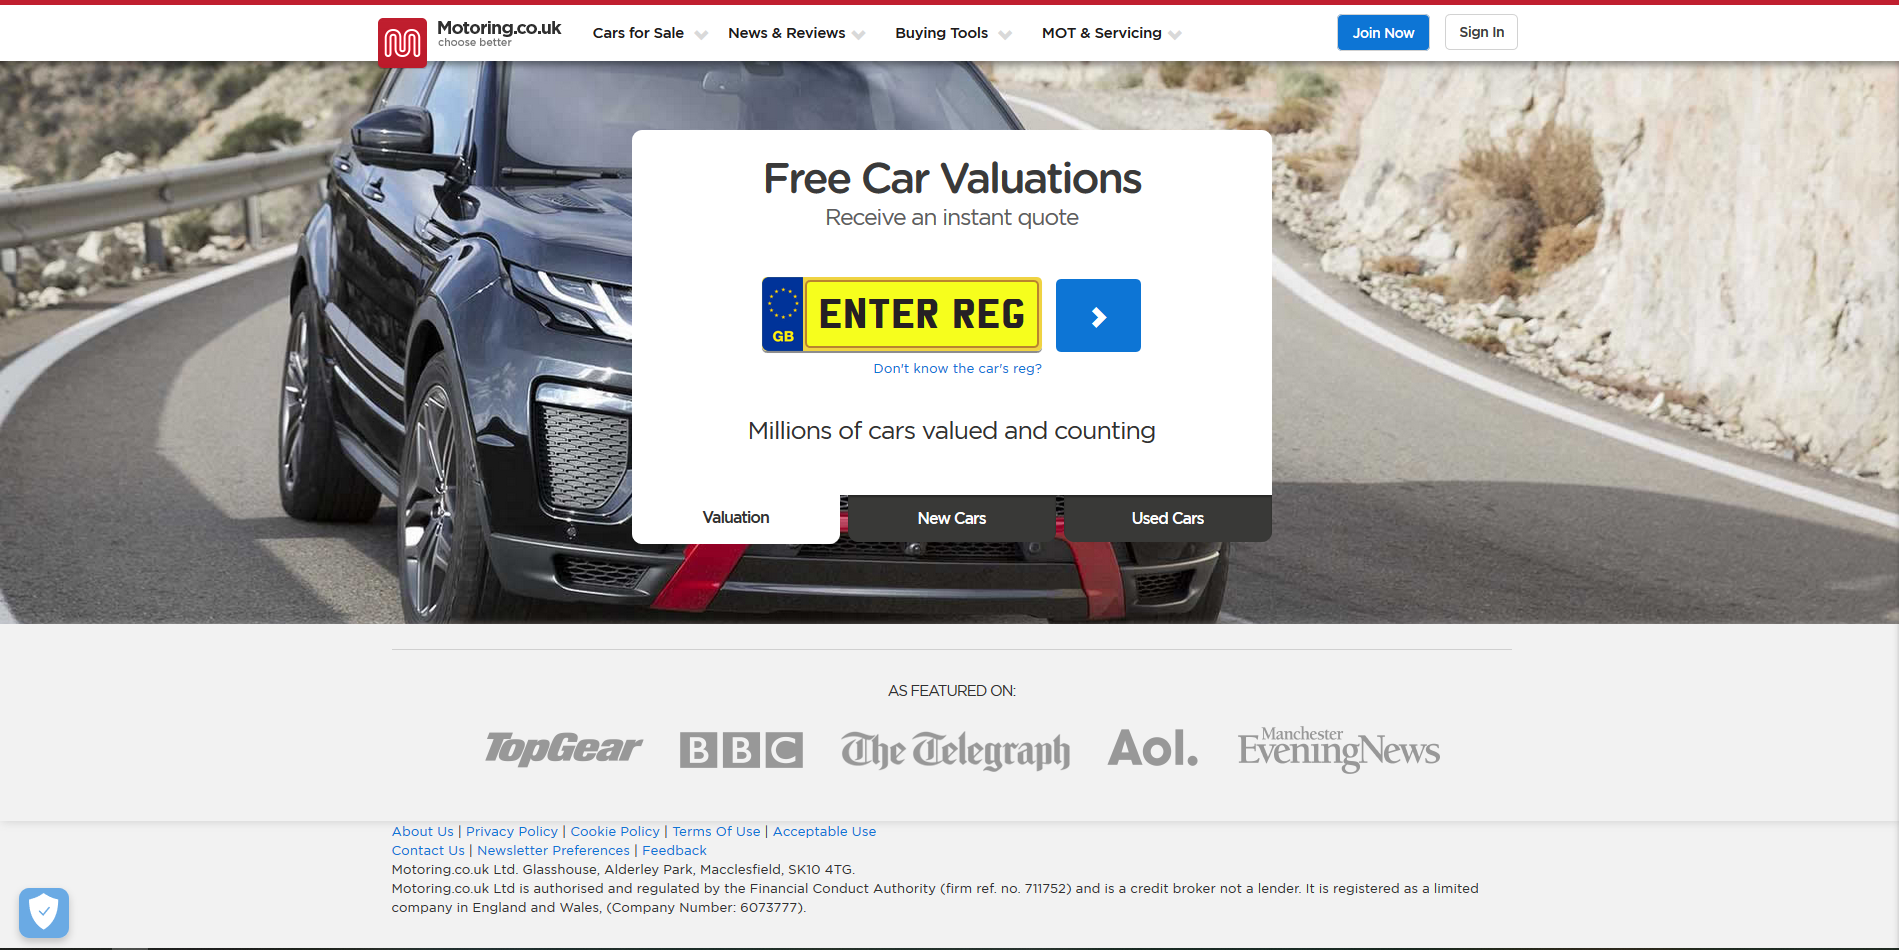 Motoring.co.uk
choose better
Cars for Sale
News & Reviews
Buying Tools
MOT & Servicing
Join Now
Sign In
Free Car Valuations
Receive an instant quote
GB
ENTER REG
Don't know the car's reg?
Millions of cars valued and counting
Valuation
New Cars
Used Cars
AS FEATURED ON:
TopGear
BBC
The Telegraph
Aol.
Manchester
Evening News
About Us | Privacy Policy | Cookie Policy | Terms Of Use | Acceptable Use
Contact Us | Newsletter Preferences | Feedback
Motoring.co.uk Ltd. Glasshouse, Alderley Park, Macclesfield, SK10 4TG.
Motoring.co.uk Ltd is authorised and regulated by the Financial Conduct Authority (firm ref. no. 711752) and is a credit broker not a lender. It is registered as a limited
company in England and Wales, (Company Number: 6073777).